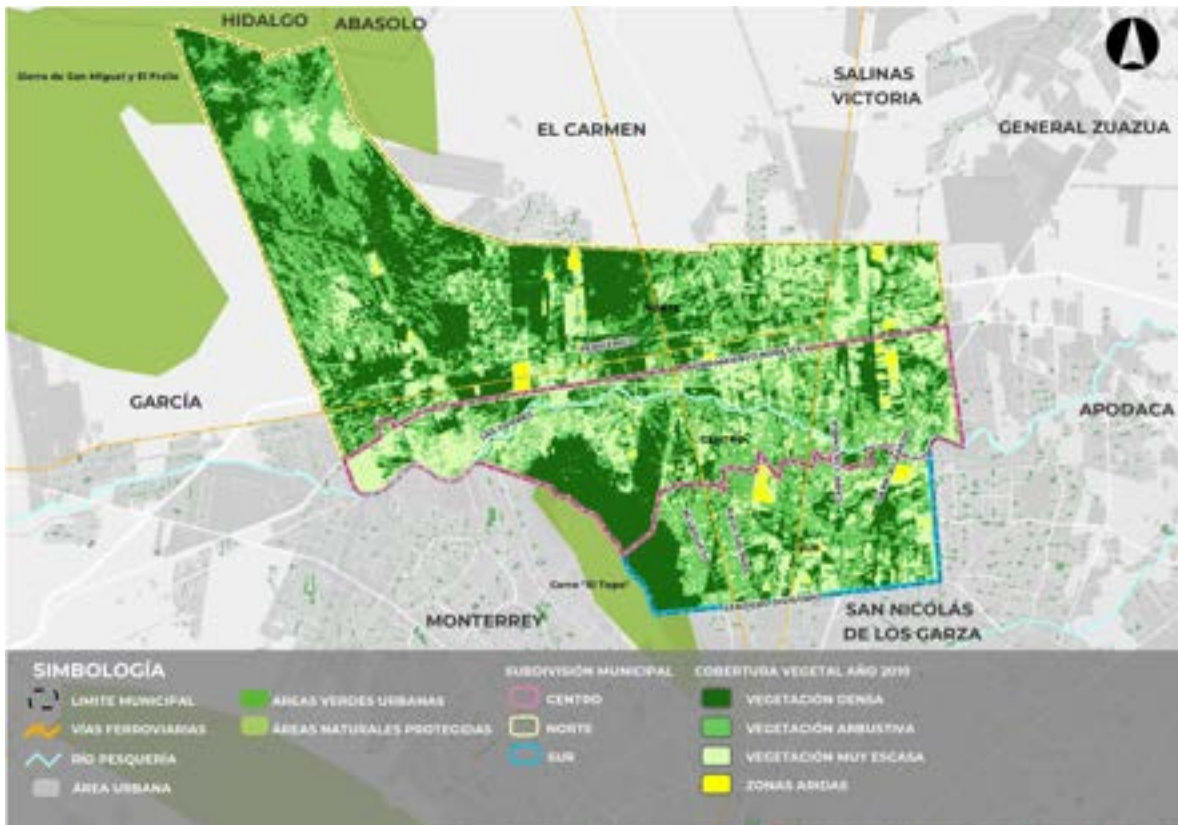 HIDALGO
ABASOLO
Sierra de San Miguel y El Fraile
SALINAS
VICTORIA
EL CARMEN
GENERAL ZUAZUA
GARCÍA
APODACA
CENTRO
SUR
Cerro "El Topo"
MONTERREY
SAN NICOLÁS
DE LOS GARZA
SIMBOLOGÍA
LIMITE MUNICIPAL
VÍAS FERROVIARIAS
RÍO PESQUERÍA
ÁREA URBANA
ÁREAS VERDES URBANAS
ÁREAS NATURALES PROTEGIDAS
SUBDIVISIÓN MUNICIPAL
CENTRO
NORTE
SUR
COBERTURA VEGETAL AÑO 2019
VEGETACIÓN DENSA
VEGETACIÓN ARBUSTIVA
VEGETACIÓN MUY ESCASA
ZONAS ARIDAS